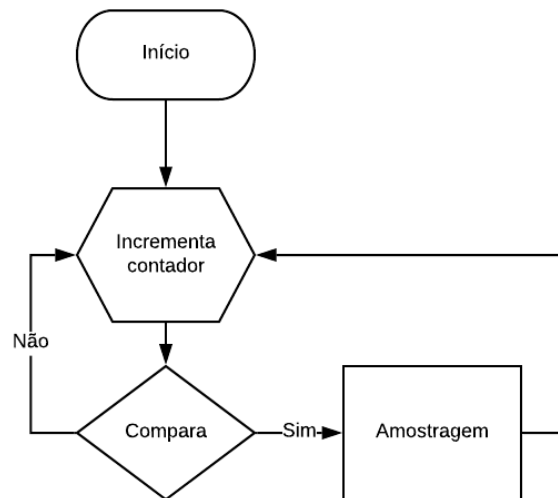 Início
Incrementa
contador
Não
Compara
Sim
Amostragem